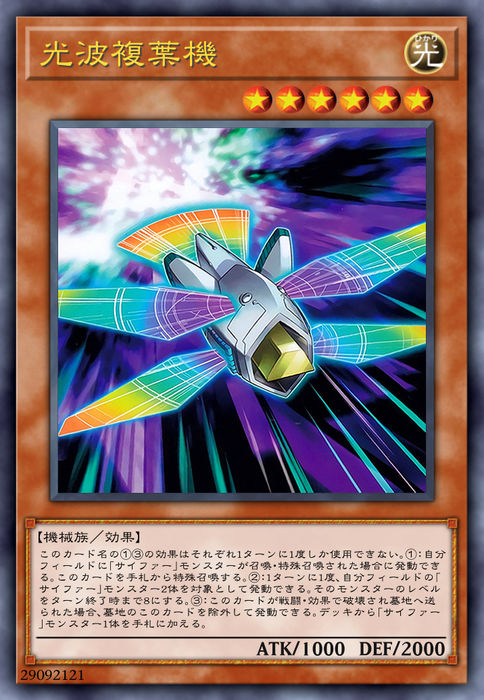 光波複葉機
ひかり
光
【機械族／効果】
このカード名の①③の効果はそれぞれ1ターンに1度しか使用できない。①:自分
フィールドに「サイファー」モンスターが召喚・特殊召喚された場合に発動でき
る。このカードを手札から特殊召喚する。②:1ターンに1度、自分フィールドの「
サイファー」モンスター2体を対象として発動できる。そのモンスターのレベル
をターン終了時まで8にする。③:このカードが戦闘・効果で破壊され墓地へ送
られた場合、墓地のこのカードを除外して発動できる。デッキから「サイファー
」モンスター1体を手札に加える。
ATK/1000 DEF/2000
29092121